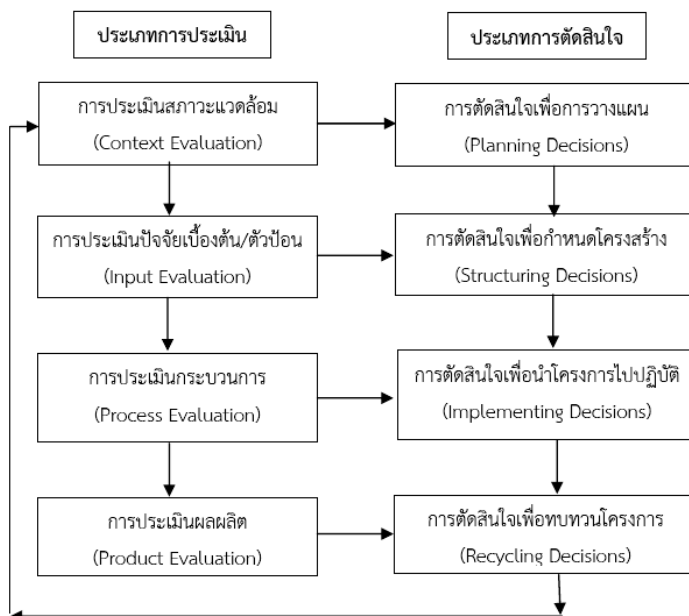 ประเภทการประเมิน
ประเภทการตัดสินใจ
การประเมินสภาวะแวดล้อม
(Context Evaluation)
การตัดสินใจเพื่อการวางแผน
(Planning Decisions)
การประเมินปัจจัยเบื้องต้น/ตัวป้อน
(Input Evaluation)
การตัดสินใจเพื่อกำหนดโครงสร้าง
(Structuring Decisions)
การประเมินกระบวนการ
(Process Evaluation)
การตัดสินใจเพื่อนำโครงการไปปฏิบัติ
(Implementing Decisions)
การประเมินผลผลิต
(Product Evaluation)
การตัดสินใจเพื่อทบทวนโครงการ
(Recycling Decisions)